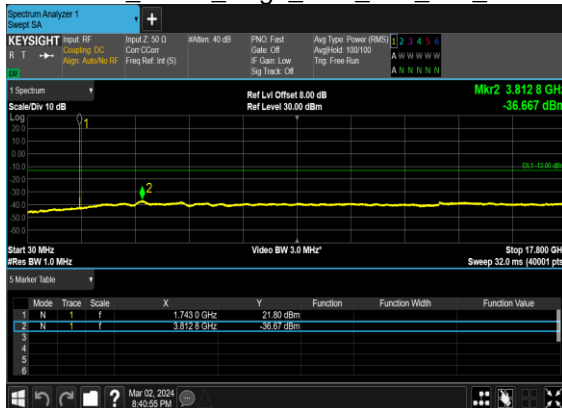 Spectrum Analyzer 1
Swept SA
KEYSIGHT
R T
Input: RF
Coupling: DC
Align: Auto/No RF
Input Z: 50 Ω
Corr CCorr
Freq Ref: Int (S)
#Atten: 40 dB
PNO: Fast
Gate: Off
IF Gain: Low
Sig Track: Off
Avg Type: Power (RMS)
Avg|Hold: 100/100
Trig: Free Run
1 2 3 4 5 6
A W W W W W
A N N N N N
1 Spectrum
Scale/Div 10 dB
Log
Ref Lvl Offset 8.00 dB
Ref Level 30.00 dBm
Mkr2 3.812 8 GHz
-36.667 dBm
1
20.0
10.0
0.00
-10.0
DL1 -13.00 dBm
-20.0
-30.0
2
-40.0
-50.0
-60.0
Start 30 MHz
Video BW 3.0 MHz*
Stop 17.800 GHz
#Res BW 1.0 MHz
Sweep 32.0 ms (40001 pts)
5 Marker Table
Mode Trace Scale X Y Function Function Width Function Value
1 N 1 f 1.743 0 GHz 21.80 dBm
2 N 1 f 3.812 8 GHz -36.67 dBm
3
4
5
6
?
Mar 02, 2024
8:40:55 PM